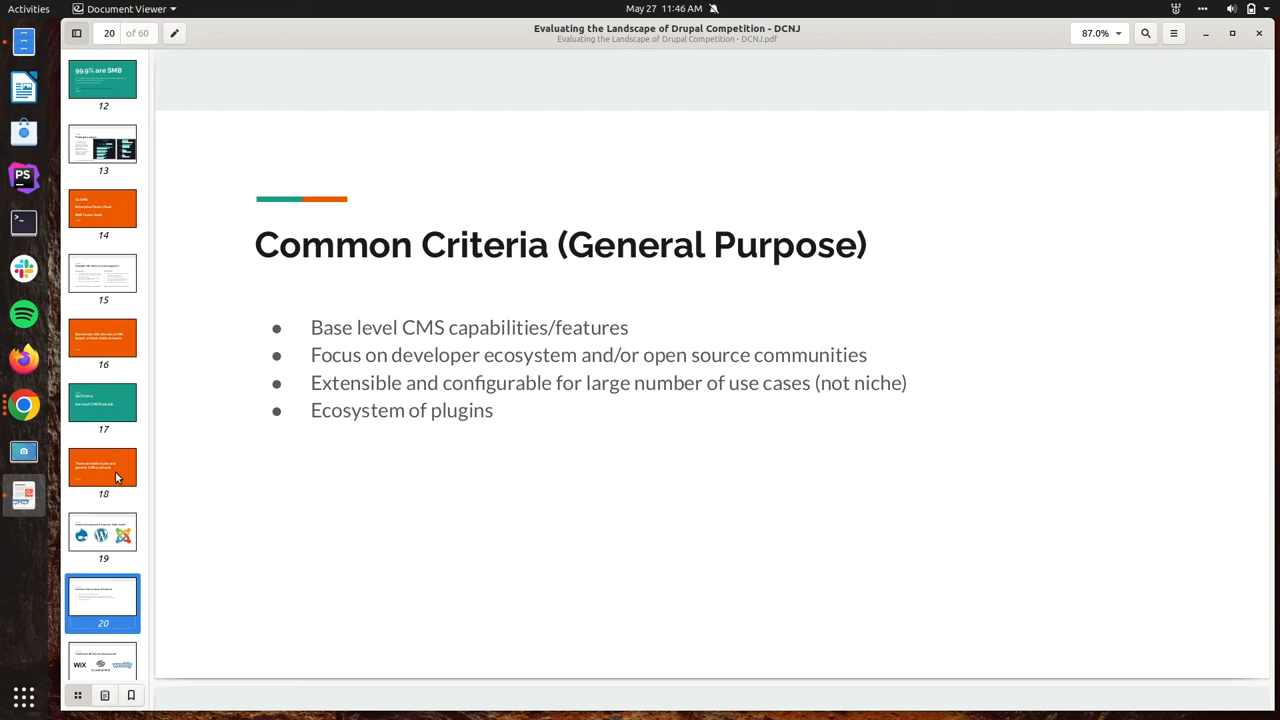 Activities
Document Viewer
May 27 11:46 AM
20 of 60
Evaluating the Landscape of Drupal Competition - DCNJ
Evaluating the Landscape of Drupal Competition - DCNJ.pdf
87.0%
99.9% are SMB
12
13
14
15
16
17
18
19
20
WIX
weebly
PS
Common Criteria (General Purpose)
● Base level CMS capabilities/features
● Focus on developer ecosystem and/or open source communities
● Extensible and configurable for large number of use cases (not niche)
● Ecosystem of plugins